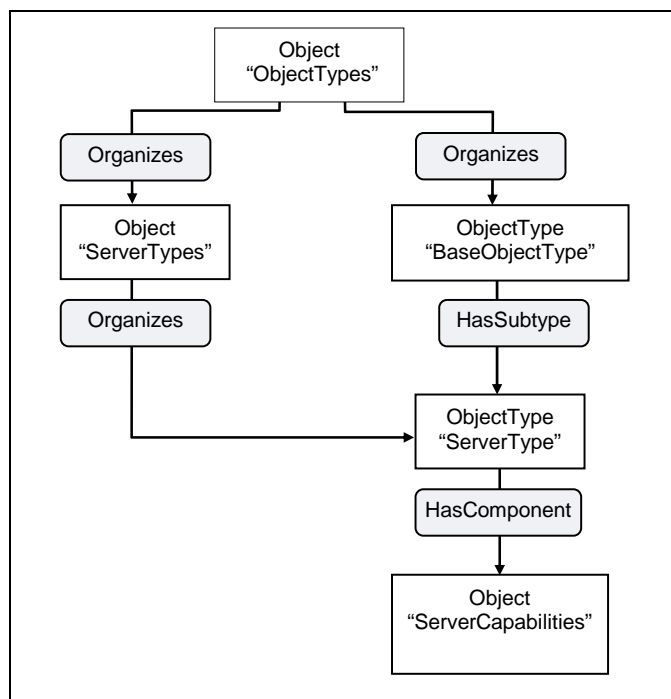 Object
“ObjectTypes”
Organizes
Organizes
Object
“ServerTypes”
ObjectType
“BaseObjectType”
Organizes
HasSubtype
ObjectType
“ServerType”
HasComponent
Object
“ServerCapabilities”